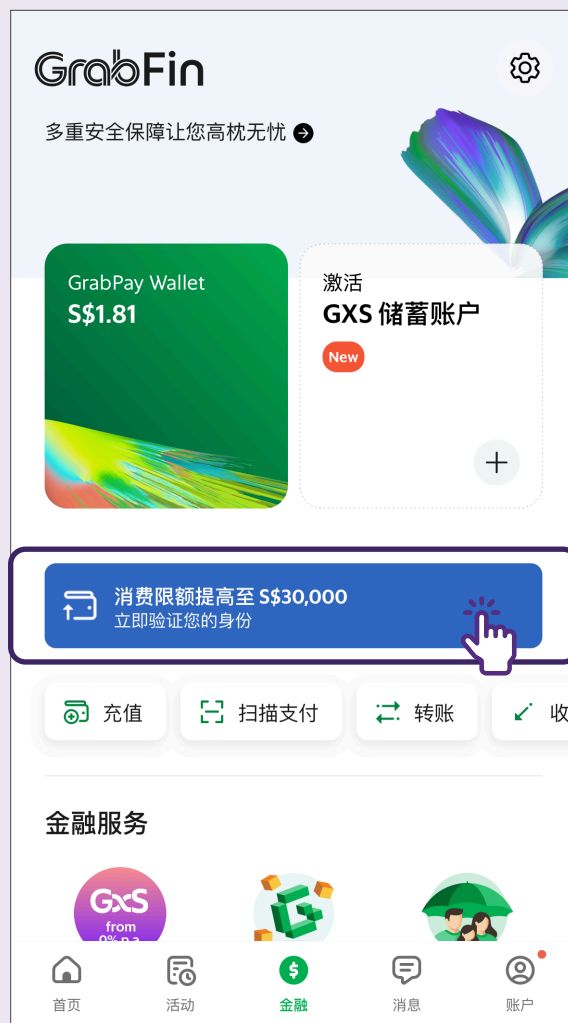 GrabFin
多重安全保障让您高枕无忧
GrabPay Wallet
S$1.81
激活
GXS 储蓄账户
New
消费限额提高至 S$30,000
立即验证您的身份
充值
扫描支付
转账
收
金融服务
GXS
from
0% p.a.
首页
活动
金融
消息
账户